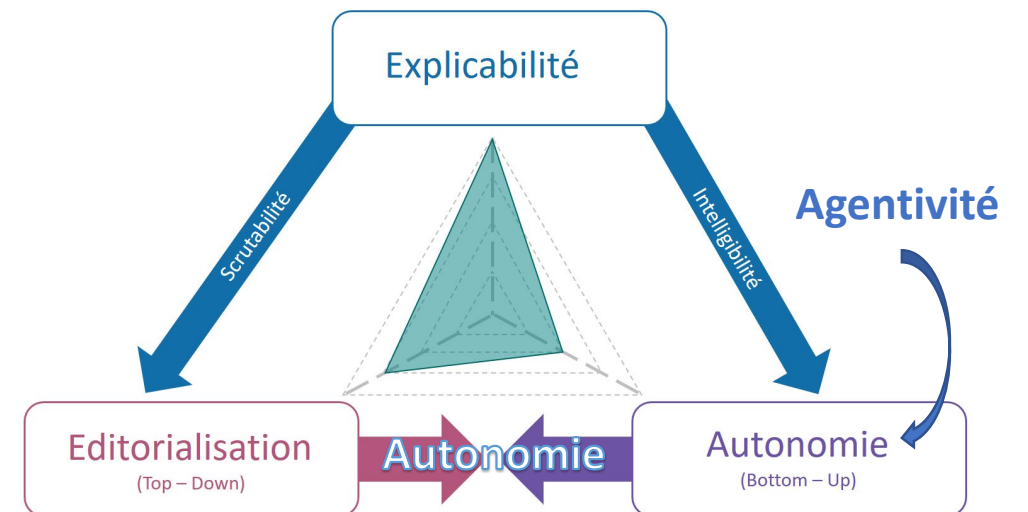 Explicabilité
Scrutabilité
Intelligibilité
Agentivité
Editorialisation
(Top – Down)
Autonomie
Autonomie
(Bottom – Up)